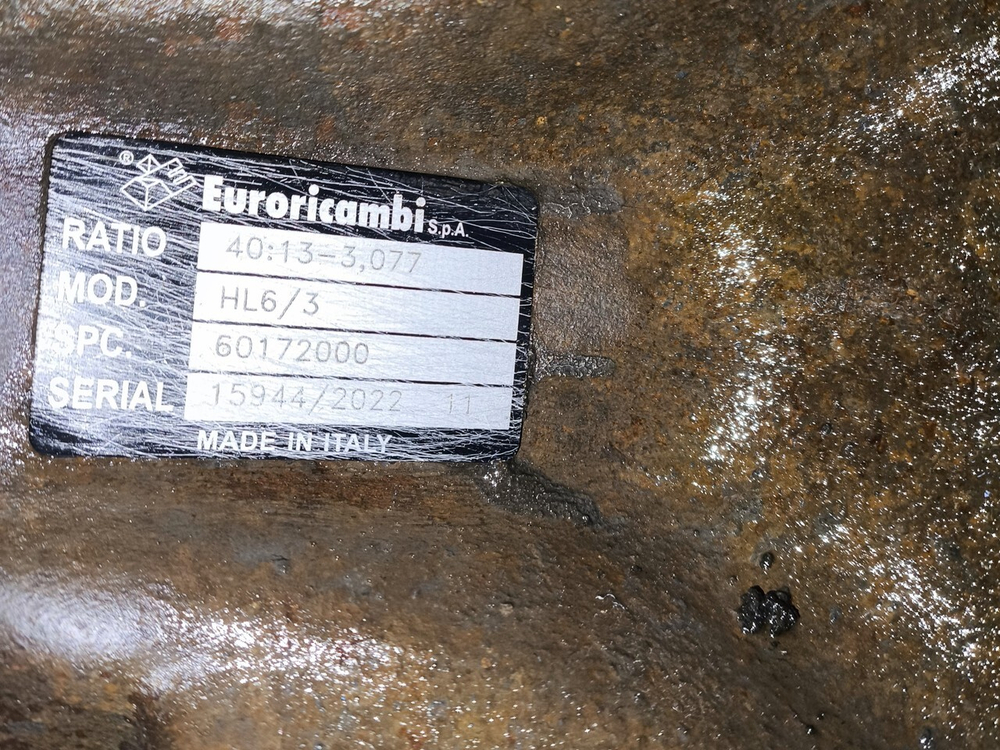 ® Euroricambi S.p.A.
RATIO 40:13-3,077
MOD. HL6/3
SPC. 60172000
SERIAL 15944/2022 11
MADE IN ITALY